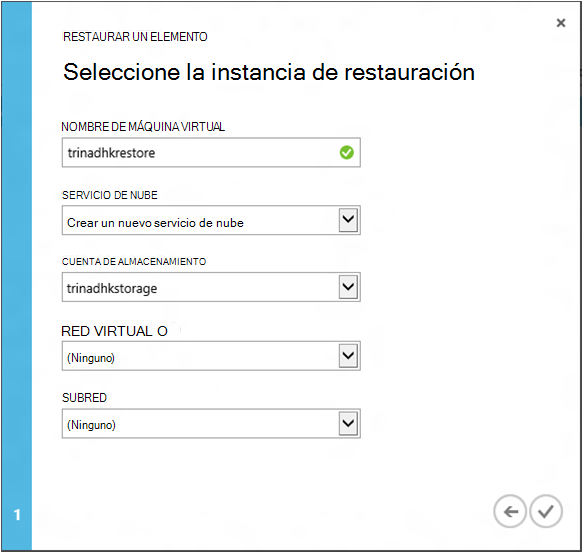 RESTAURAR UN ELEMENTO
Seleccione la instancia de restauración
NOMBRE DE MÁQUINA VIRTUAL
trinadhkrestore
SERVICIO DE NUBE
Crear un nuevo servicio de nube
CUENTA DE ALMACENAMIENTO
trinadhkstorage
RED VIRTUAL O
(Ninguno)
SUBRED
(Ninguno)
1